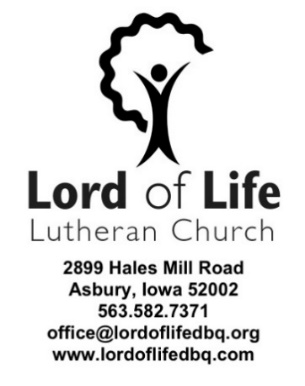 Lord of Life
Lutheran Church
2899 Hales Mill Road
Asbury, Iowa 52002
563.582.7371
office@lordoflifedbq.org
www.lordoflifedbq.com